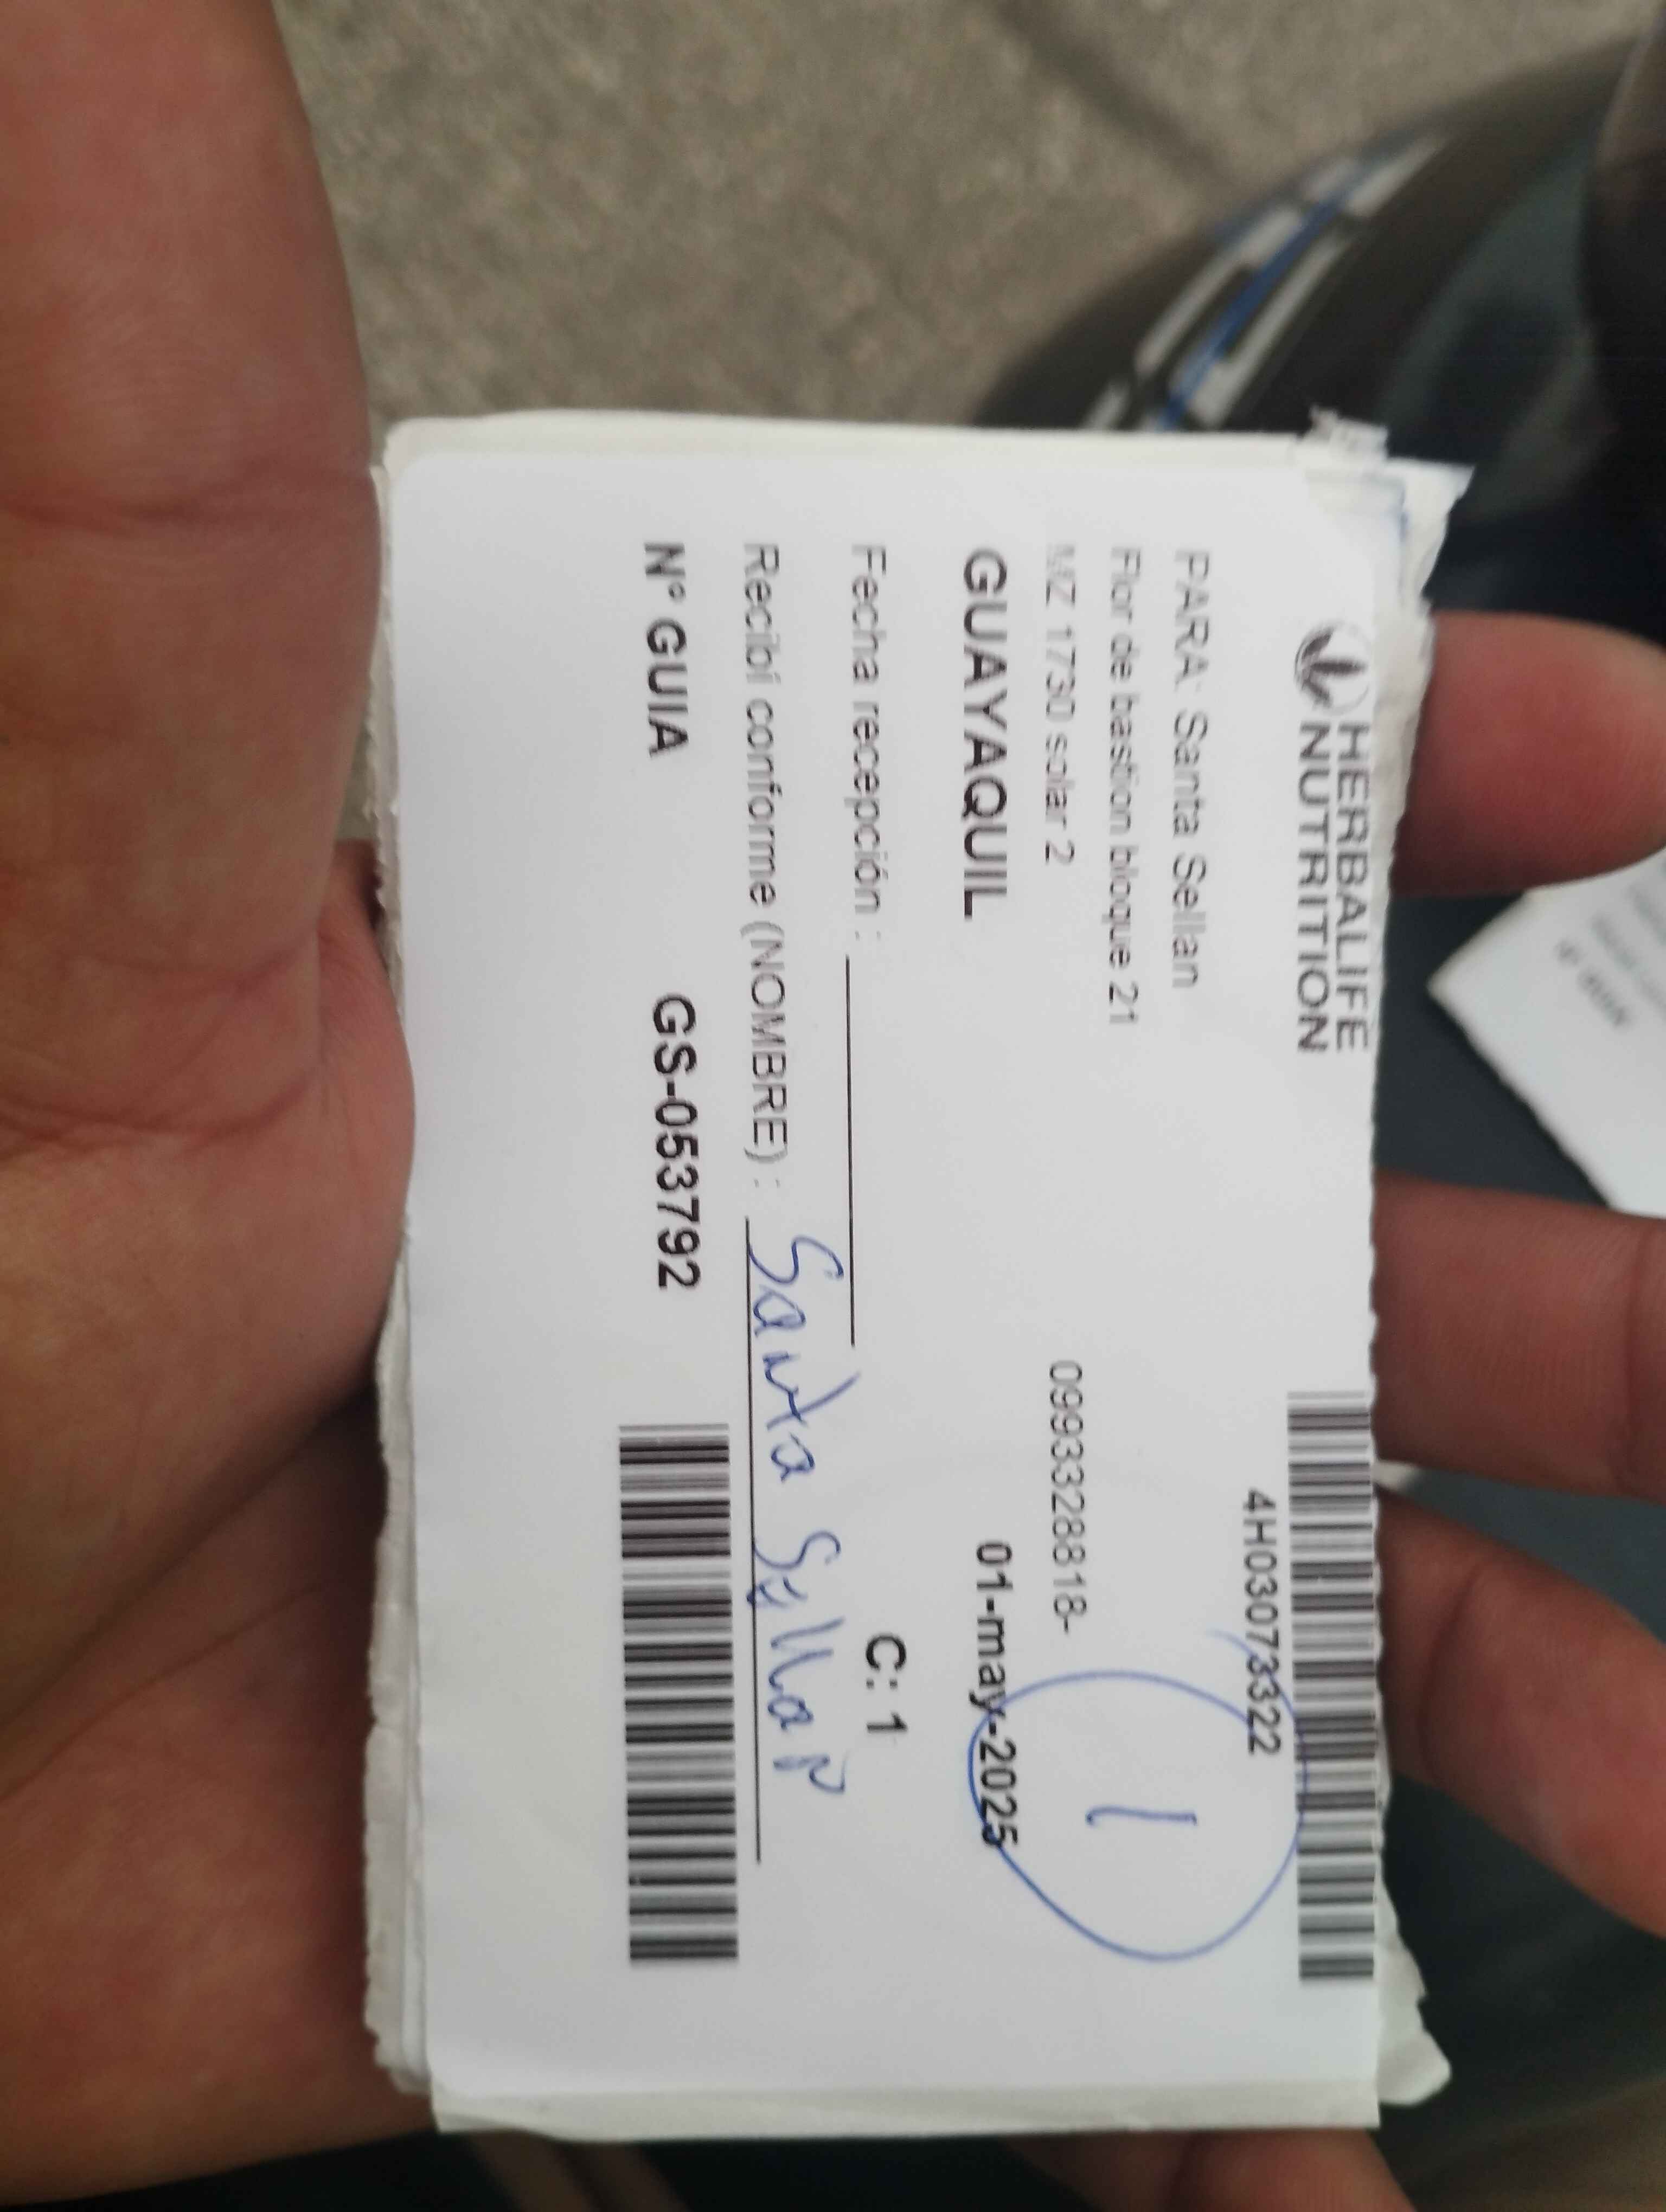 HERBALIFE
NUTRITION
4H03073322
PARA: Santa Sellan
Flor de bastion bloque 21
1
MZ 1730 solar 2
0993328818-
GUAYAQUIL
01-may-2025
Fecha recepción :
C: 1
Recibí conforme (NOMBRE) : Santa Sellan
N° GUIA
GS-053792